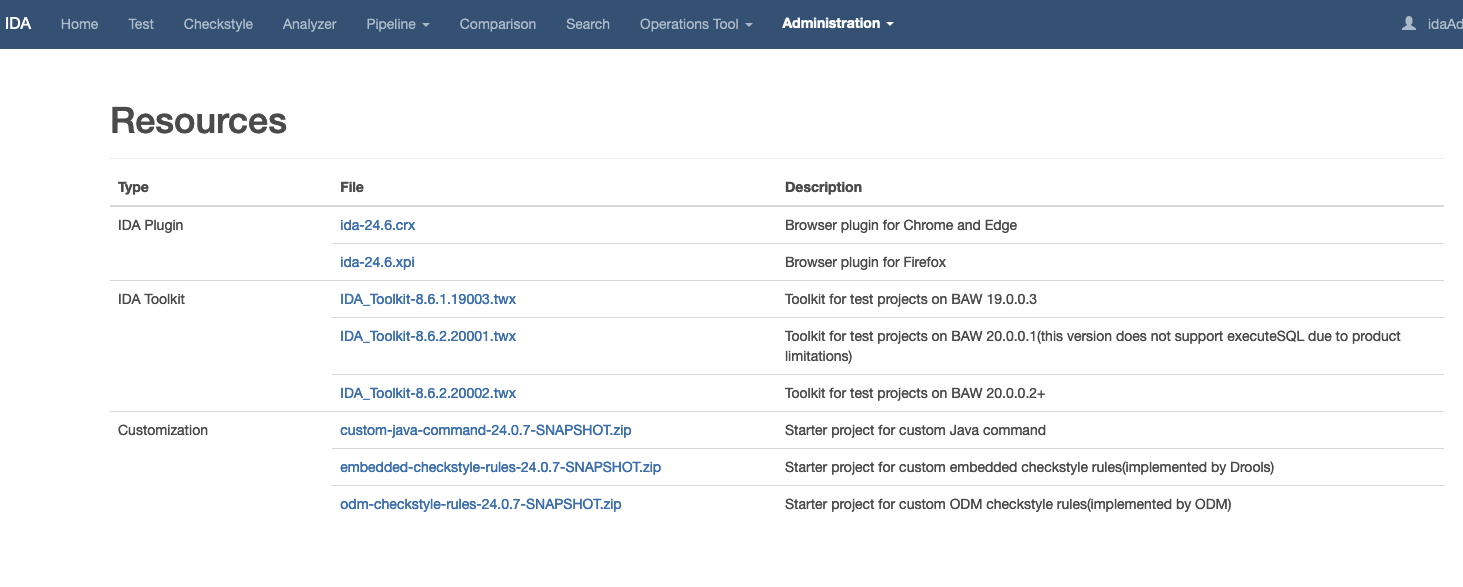 IDA Home Test Checkstyle Analyzer Pipeline Comparison Search Operations Tool Administration idaAd
Resources
Type File Description
IDA Plugin ida-24.6.crx Browser plugin for Chrome and Edge
ida-24.6.xpi Browser plugin for Firefox
IDA Toolkit IDA_Toolkit-8.6.1.19003.twx Toolkit for test projects on BAW 19.0.0.3
IDA_Toolkit-8.6.2.20001.twx Toolkit for test projects on BAW 20.0.0.1(this version does not support executeSQL due to product
limitations)
IDA_Toolkit-8.6.2.20002.twx Toolkit for test projects on BAW 20.0.0.2+
Customization custom-java-command-24.0.7-SNAPSHOT.zip Starter project for custom Java command
embedded-checkstyle-rules-24.0.7-SNAPSHOT.zip Starter project for custom embedded checkstyle rules(implemented by Drools)
odm-checkstyle-rules-24.0.7-SNAPSHOT.zip Starter project for custom ODM checkstyle rules(implemented by ODM)